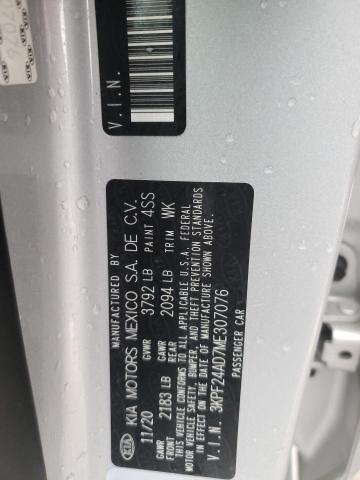 V.I.N.
MANUFACTURED BY
KIA KIA MOTORS MEXICO S.A. DE C.V.
11/20 GVWR 3792 LB PAINT 4SS
GAWR FRONT 2183 LB GAWR REAR 2094 LB TRIM WK
THIS VEHICLE CONFORMS TO ALL APPLICABLE U.S.A. FEDERAL
MOTOR VEHICLE SAFETY, BUMPER, AND THEFT PREVENTION STANDARDS
IN EFFECT ON THE DATE OF MANUFACTURE SHOWN ABOVE.
V.I.N. 3KPF24AD7ME307076
PASSENGER CAR